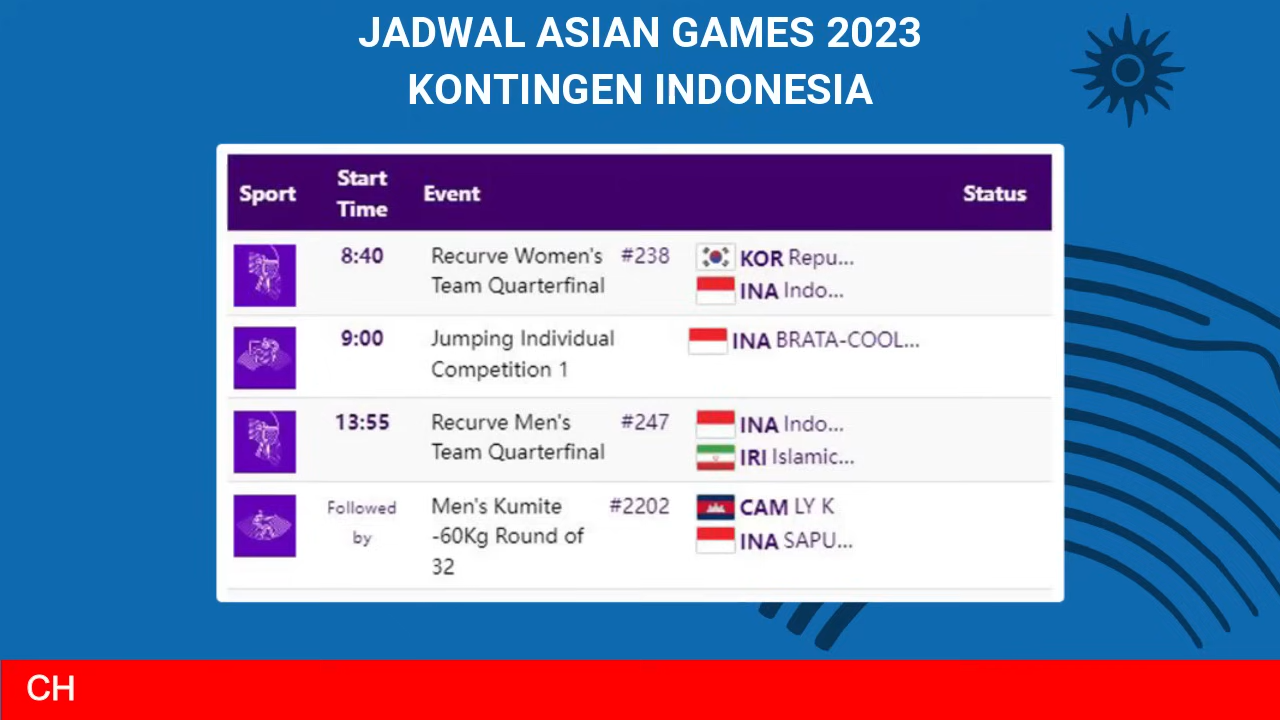 JADWAL ASIAN GAMES 2023
KONTINGEN INDONESIA
Sport Start Time Event Status
8:40 Recurve Women's #238 KOR Repu...
Team Quarterfinal INA Indo...
9:00 Jumping Individual INA BRATA-COOL...
Competition 1
13:55 Recurve Men's #247 INA Indo...
Team Quarterfinal IRI Islamic...
Followed Men's Kumite #2202 CAM LY K
by -60Kg Round of INA SAPU...
32
CH